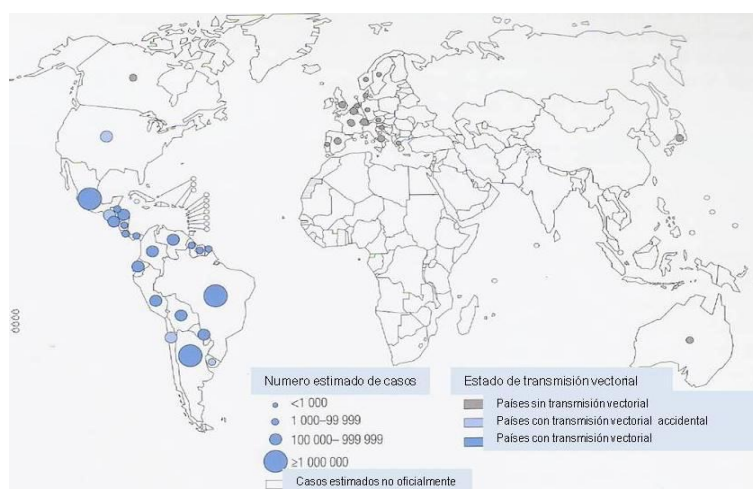 Numero estimado de casos
<1 000
1 000–99 999
100 000–999 999
≥1 000 000
Casos estimados no oficialmente
Estado de transmisión vectorial
Países sin transmisión vectorial
Países con transmisión vectorial accidental
Países con transmisión vectorial